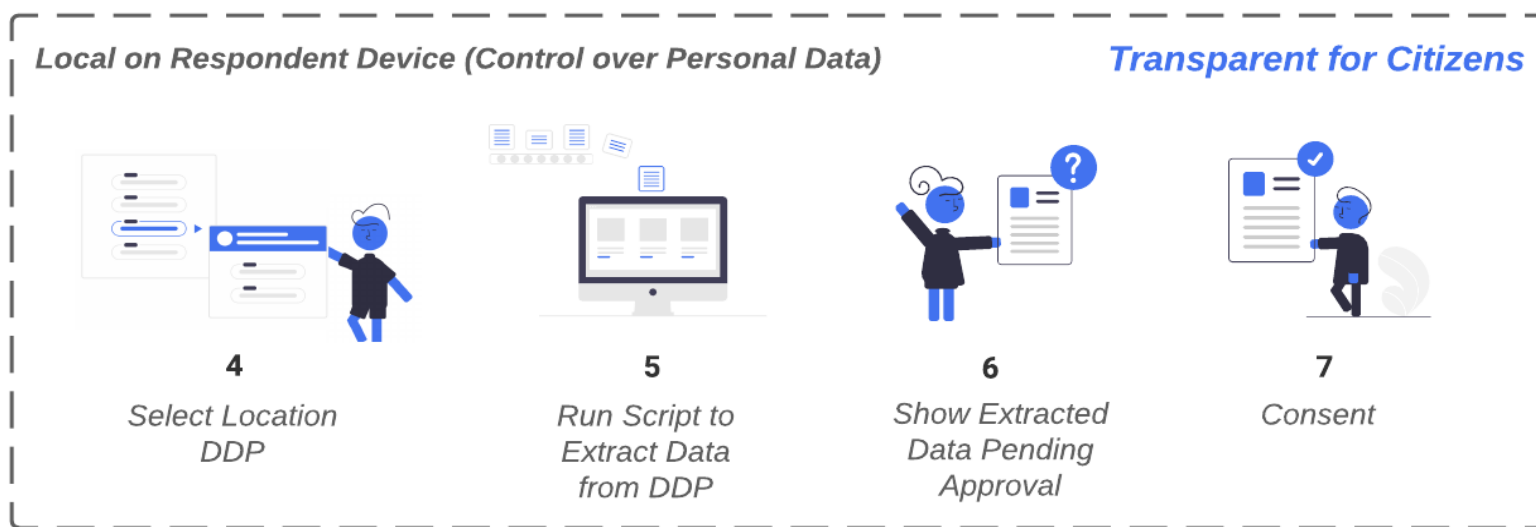 Local on Respondent Device (Control over Personal Data)
Transparent for Citizens
?
4
Select Location
DDP
5
Run Script to
Extract Data
from DDP
6
Show Extracted
Data Pending
Approval
7
Consent